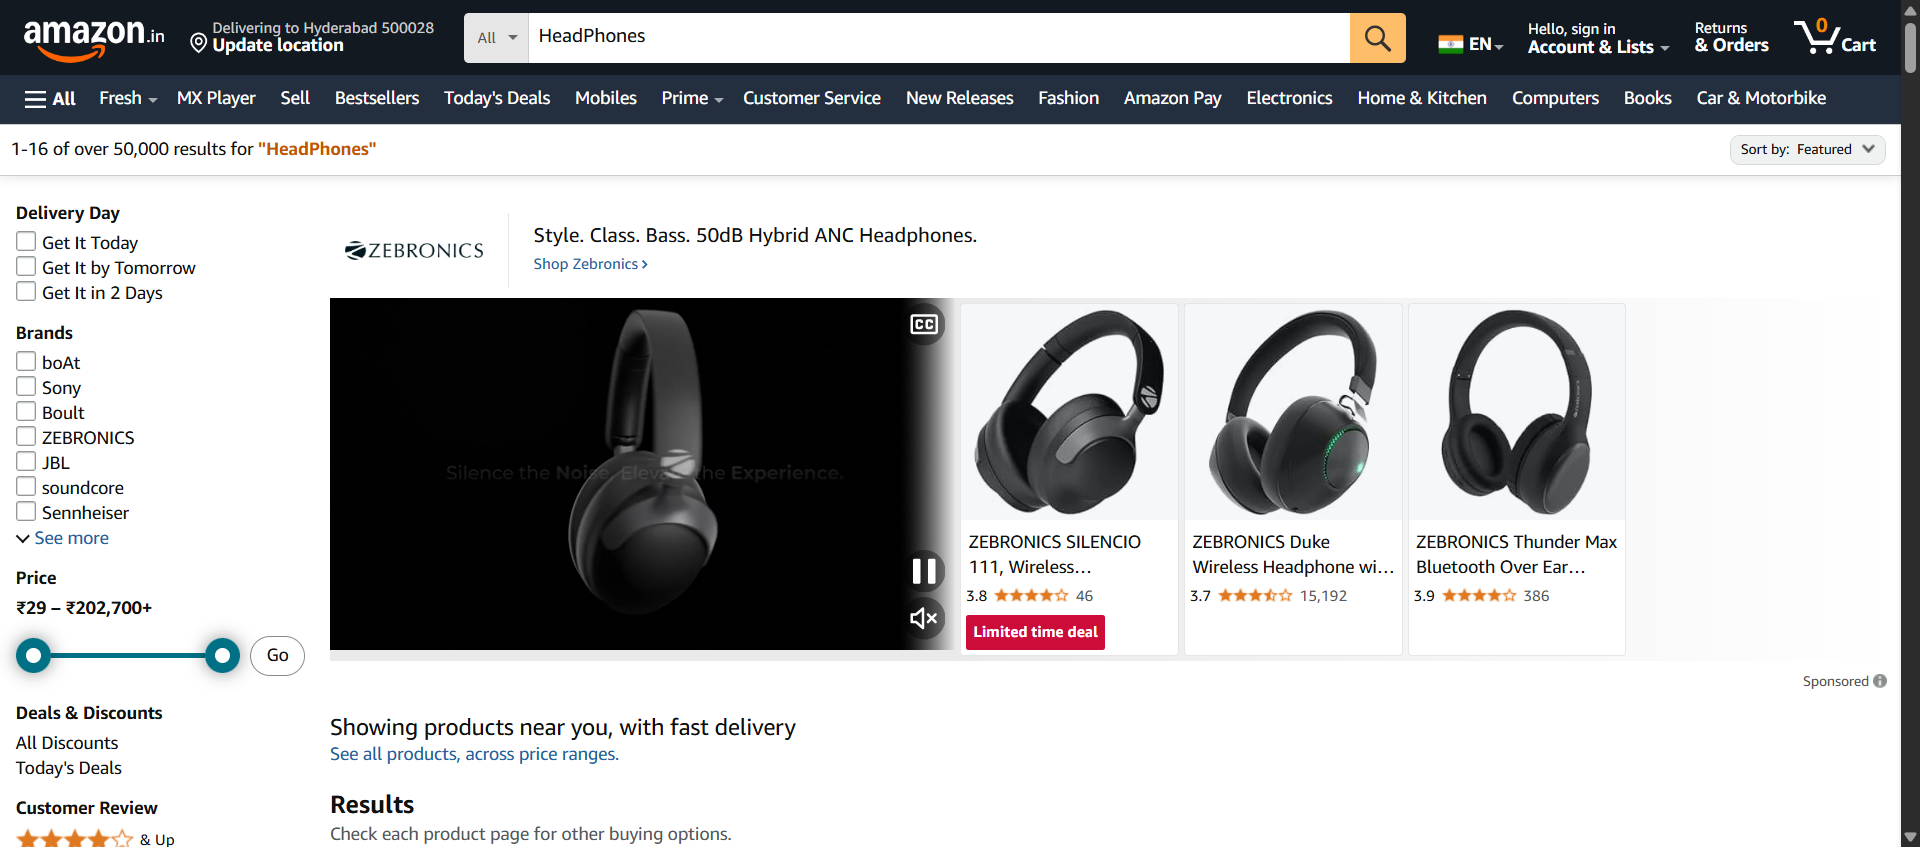 amazon.in
Delivering to Hyderabad 500028
Update location
All
HeadPhones
EN
Hello, sign in
Account & Lists
Returns
& Orders
0
Cart
All
Fresh
MX Player
Sell
Bestsellers
Today's Deals
Mobiles
Prime
Customer Service
New Releases
Fashion
Amazon Pay
Electronics
Home & Kitchen
Computers
Books
Car & Motorbike
1-16 of over 50,000 results for "HeadPhones"
Sort by: Featured
Delivery Day
Get It Today
Get It by Tomorrow
Get It in 2 Days
Brands
boAt
Sony
Boult
ZEBRONICS
JBL
soundcore
Sennheiser
See more
Price
₹29 – ₹202,700+
Go
Deals & Discounts
All Discounts
Today's Deals
Customer Review
& Up
ZEBRONICS
Style. Class. Bass. 50dB Hybrid ANC Headphones.
Shop Zebronics ›
Silence the Noise. the Experience.
CC
ZEBRONICS SILENCIO
111, Wireless…
3.8 46
Limited time deal
ZEBRONICS Duke
Wireless Headphone wi…
3.7 15,192
ZEBRONICS Thunder Max
Bluetooth Over Ear…
3.9 386
Sponsored
Showing products near you, with fast delivery
See all products, across price ranges.
Results
Check each product page for other buying options.